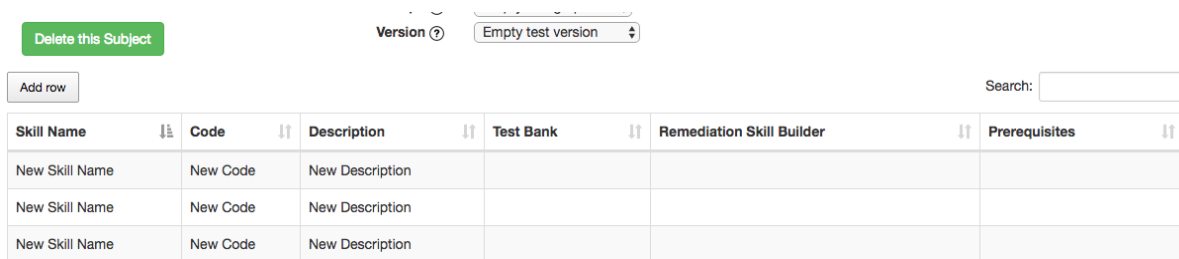 Version ? Empty test version
Delete this Subject
Add row Search:
Skill Name Code Description Test Bank Remediation Skill Builder Prerequisites
New Skill Name New Code New Description
New Skill Name New Code New Description
New Skill Name New Code New Description